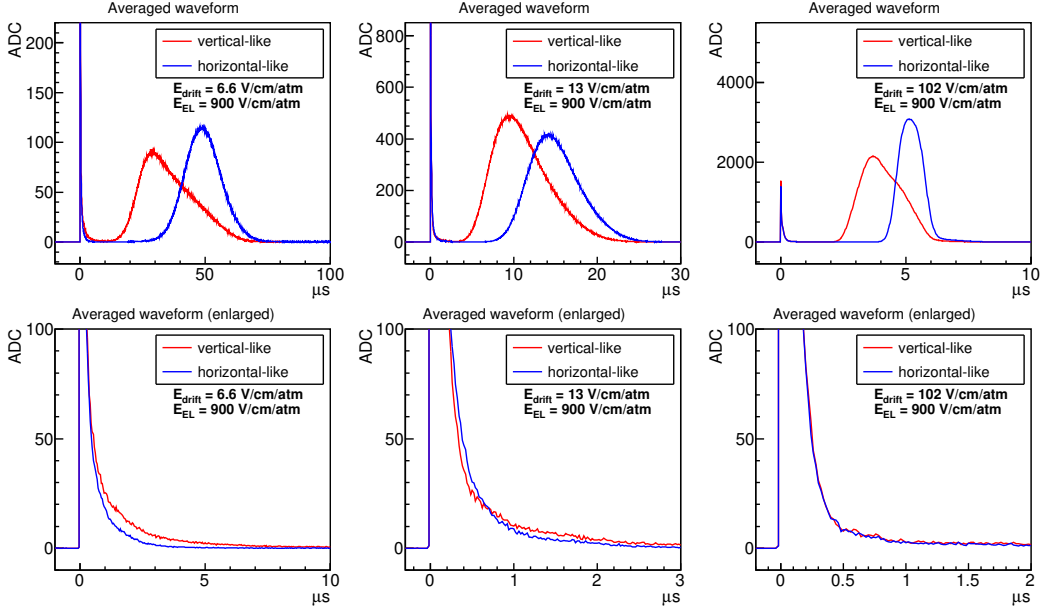 Averaged waveform
ADC
200
150
100
50
0
vertical-like
horizontal-like
E_drift = 6.6 V/cm/atm
E_EL = 900 V/cm/atm
0 50 100
μs
Averaged waveform
ADC
800
600
400
200
0
vertical-like
horizontal-like
E_drift = 13 V/cm/atm
E_EL = 900 V/cm/atm
0 10 20 30
μs
Averaged waveform
ADC
4000
2000
0
vertical-like
horizontal-like
E_drift = 102 V/cm/atm
E_EL = 900 V/cm/atm
0 5 10
μs
Averaged waveform (enlarged)
ADC
100
50
0
vertical-like
horizontal-like
E_drift = 6.6 V/cm/atm
E_EL = 900 V/cm/atm
0 5 10
μs
Averaged waveform (enlarged)
ADC
100
50
0
vertical-like
horizontal-like
E_drift = 13 V/cm/atm
E_EL = 900 V/cm/atm
0 1 2 3
μs
Averaged waveform (enlarged)
ADC
100
50
0
vertical-like
horizontal-like
E_drift = 102 V/cm/atm
E_EL = 900 V/cm/atm
0 0.5 1 1.5 2
μs